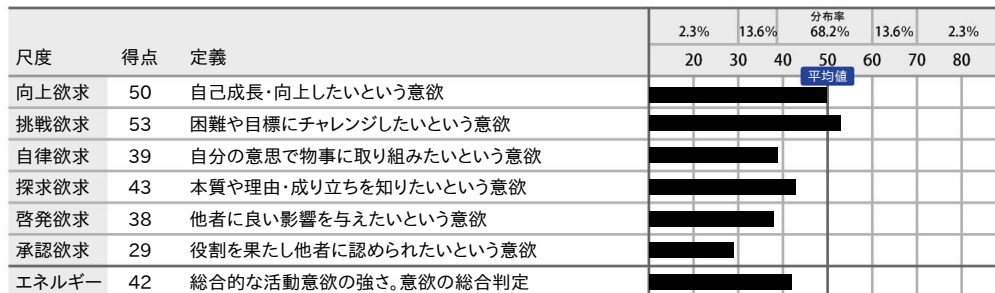 分布率
2.3% 13.6% 68.2% 13.6% 2.3%
尺度 得点 定義 20 30 40 50 60 70 80
平均値
向上欲求 50 自己成長・向上したいという意欲
挑戦欲求 53 困難や目標にチャレンジしたいという意欲
自律欲求 39 自分の意思で物事に取り組みたいという意欲
探求欲求 43 本質や理由・成り立ちを知りたいという意欲
啓発欲求 38 他者に良い影響を与えたいという意欲
承認欲求 29 役割を果たし他者に認められたいという意欲
エネルギー 42 総合的な活動意欲の強さ。意欲の総合判定